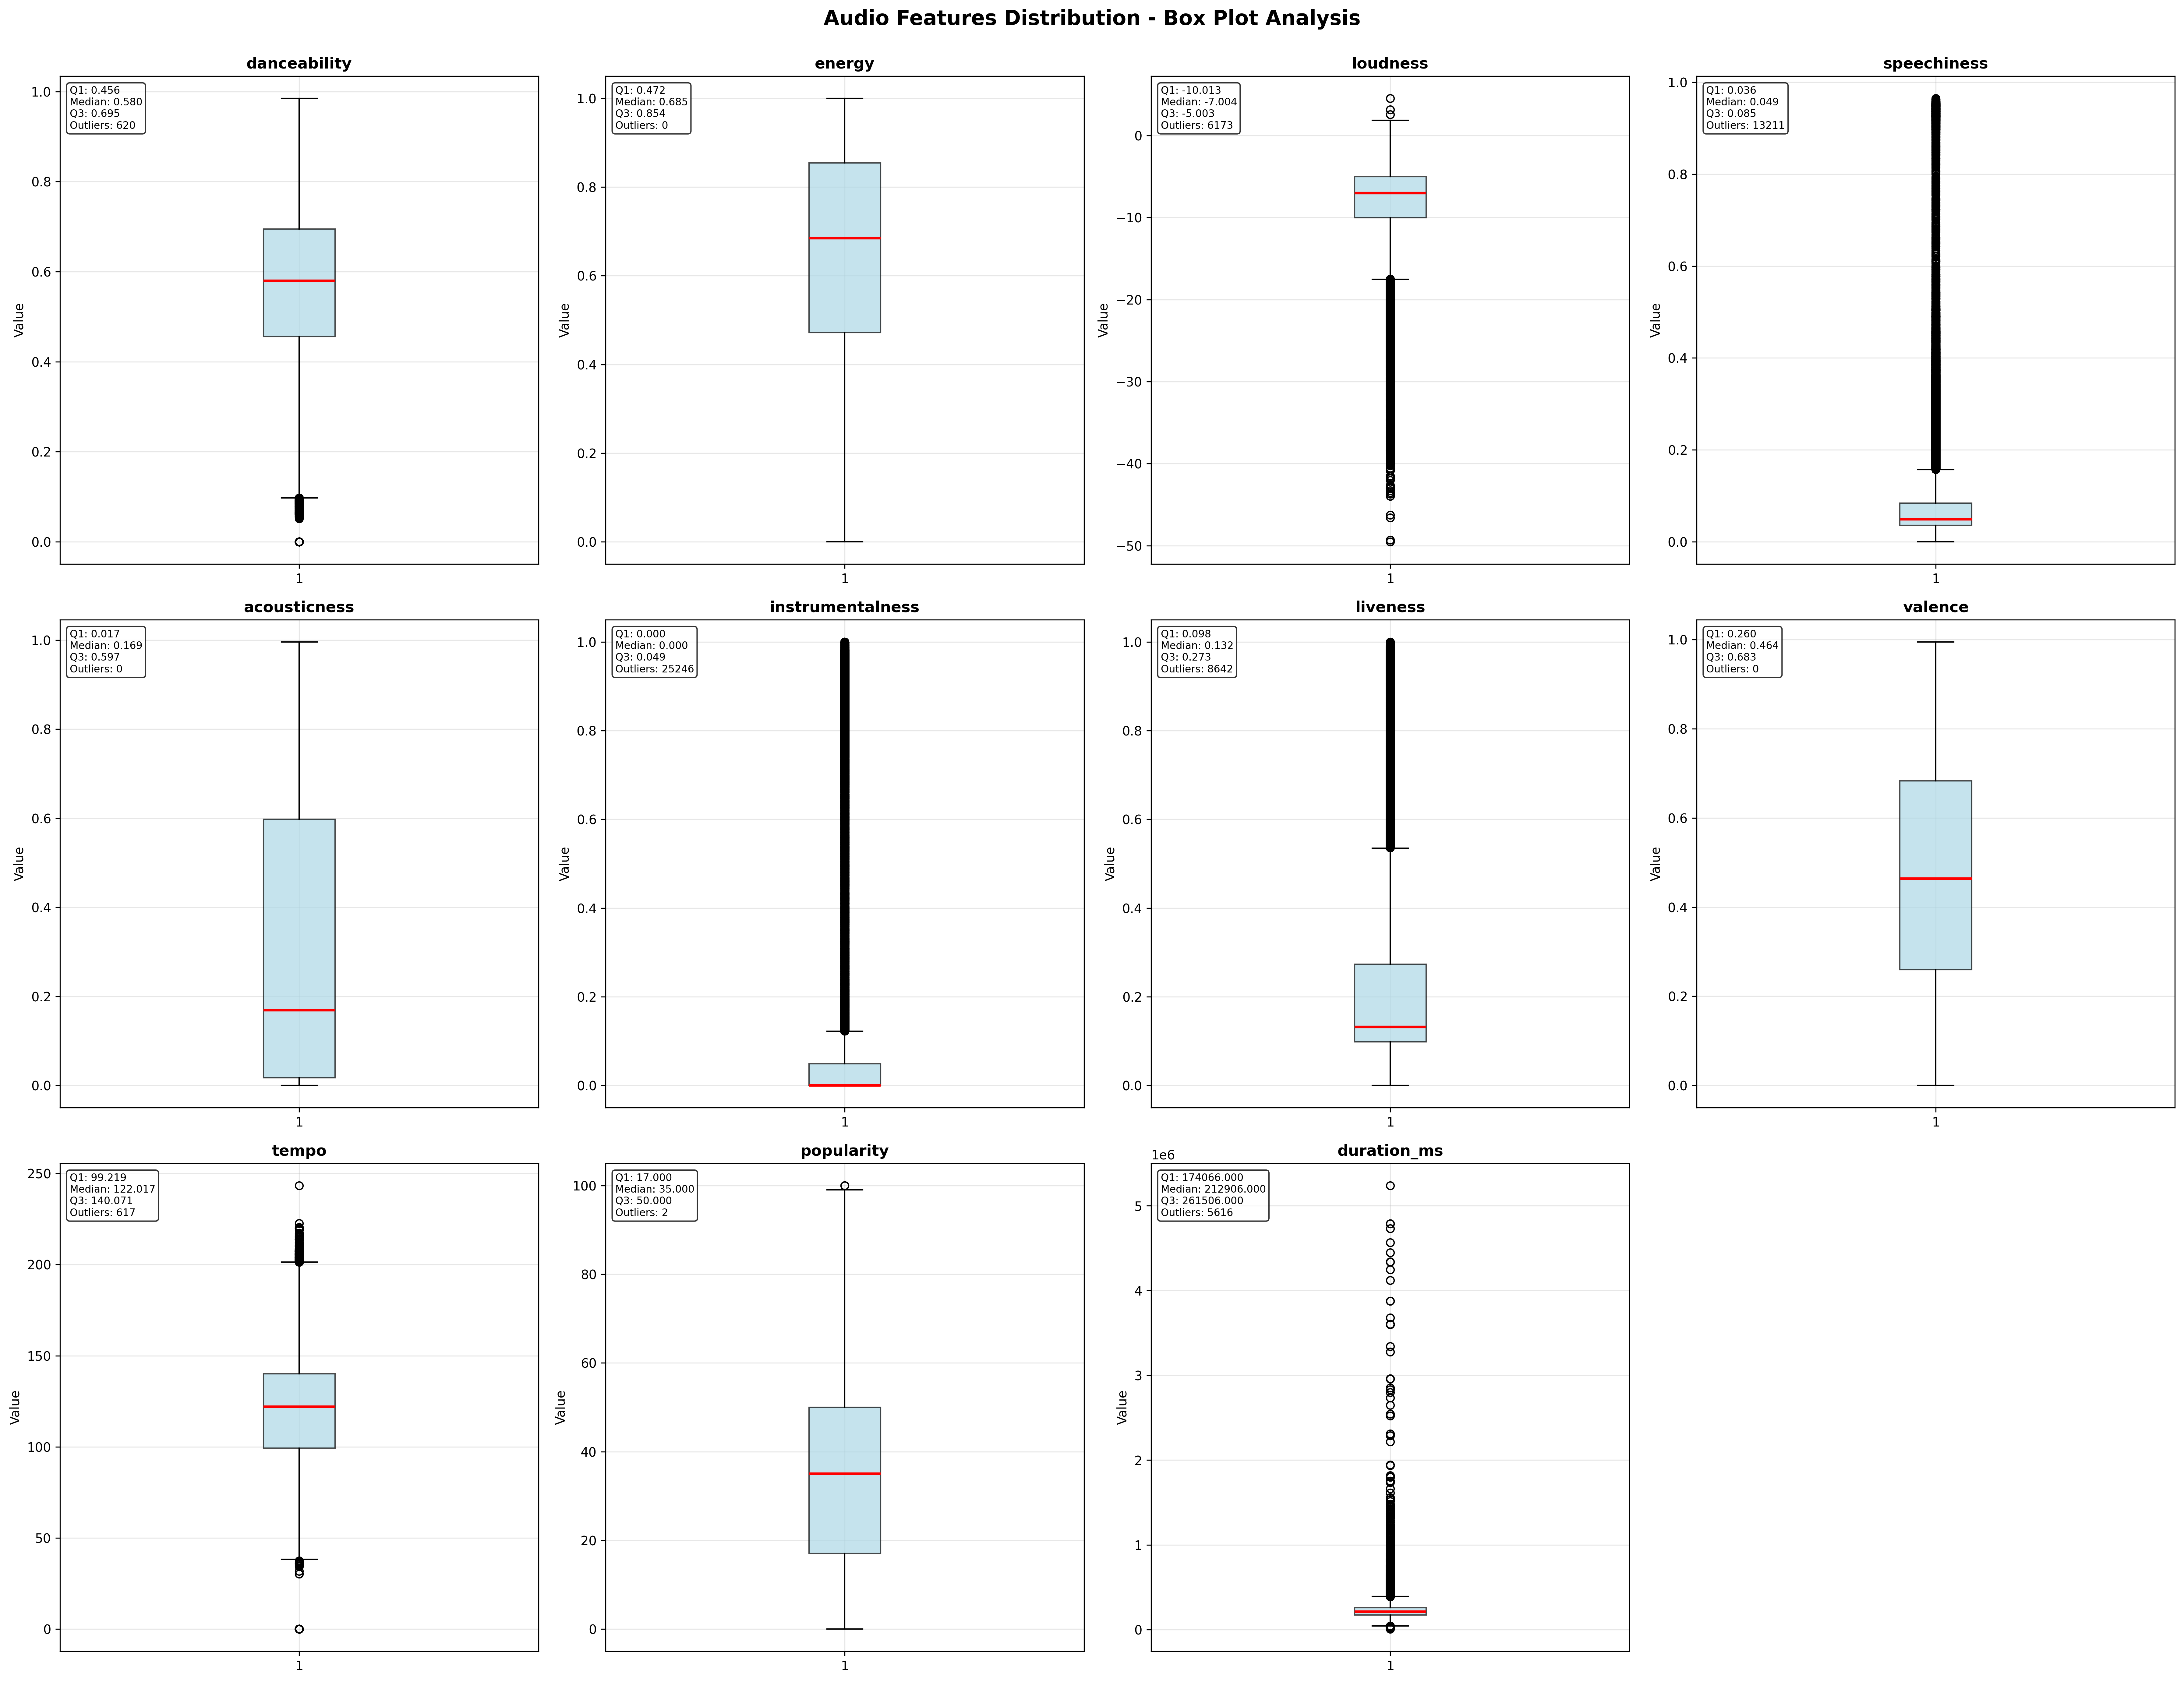 Audio Features Distribution - Box Plot Analysis
danceability
Q1: 0.456
Median: 0.580
Q3: 0.695
Outliers: 620
1.0
0.8
0.6
0.4
0.2
0.0
Value
1
energy
Q1: 0.472
Median: 0.685
Q3: 0.854
Outliers: 0
1.0
0.8
0.6
0.4
0.2
0.0
Value
1
loudness
Q1: -10.013
Median: -7.004
Q3: -5.003
Outliers: 6173
0
−10
−20
−30
−40
−50
Value
1
speechiness
Q1: 0.036
Median: 0.049
Q3: 0.085
Outliers: 13211
1.0
0.8
0.6
0.4
0.2
0.0
Value
1
acousticness
Q1: 0.017
Median: 0.169
Q3: 0.597
Outliers: 0
1.0
0.8
0.6
0.4
0.2
0.0
Value
1
instrumentalness
Q1: 0.000
Median: 0.000
Q3: 0.049
Outliers: 25246
1.0
0.8
0.6
0.4
0.2
0.0
Value
1
liveness
Q1: 0.098
Median: 0.132
Q3: 0.273
Outliers: 8642
1.0
0.8
0.6
0.4
0.2
0.0
Value
1
valence
Q1: 0.260
Median: 0.464
Q3: 0.683
Outliers: 0
1.0
0.8
0.6
0.4
0.2
0.0
Value
1
tempo
Q1: 99.219
Median: 122.017
Q3: 140.071
Outliers: 617
250
200
150
100
50
0
Value
1
popularity
Q1: 17.000
Median: 35.000
Q3: 50.000
Outliers: 2
100
80
60
40
20
0
Value
1
duration_ms
1e6
Q1: 174066.000
Median: 212906.000
Q3: 261506.000
Outliers: 5616
5
4
3
2
1
0
Value
1